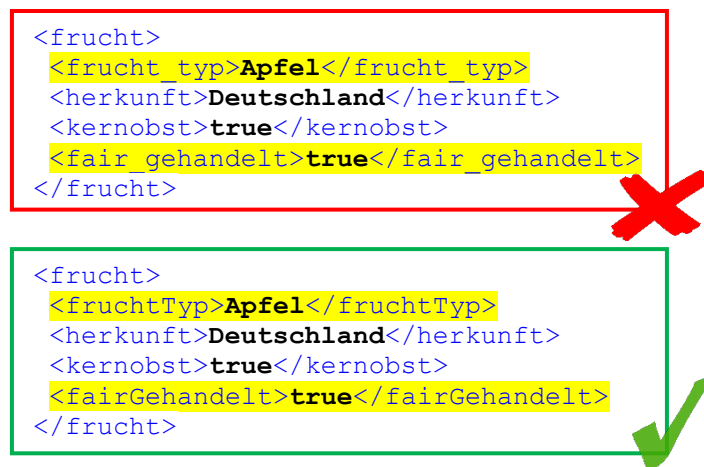 <frucht>
<frucht_typ>Apfel</frucht_typ>
<herkunft>Deutschland</herkunft>
<kernobst>true</kernobst>
<fair_gehandelt>true</fair_gehandelt>
</frucht>
<frucht>
<fruchtTyp>Apfel</fruchtTyp>
<herkunft>Deutschland</herkunft>
<kernobst>true</kernobst>
<fairGehandelt>true</fairGehandelt>
</frucht>